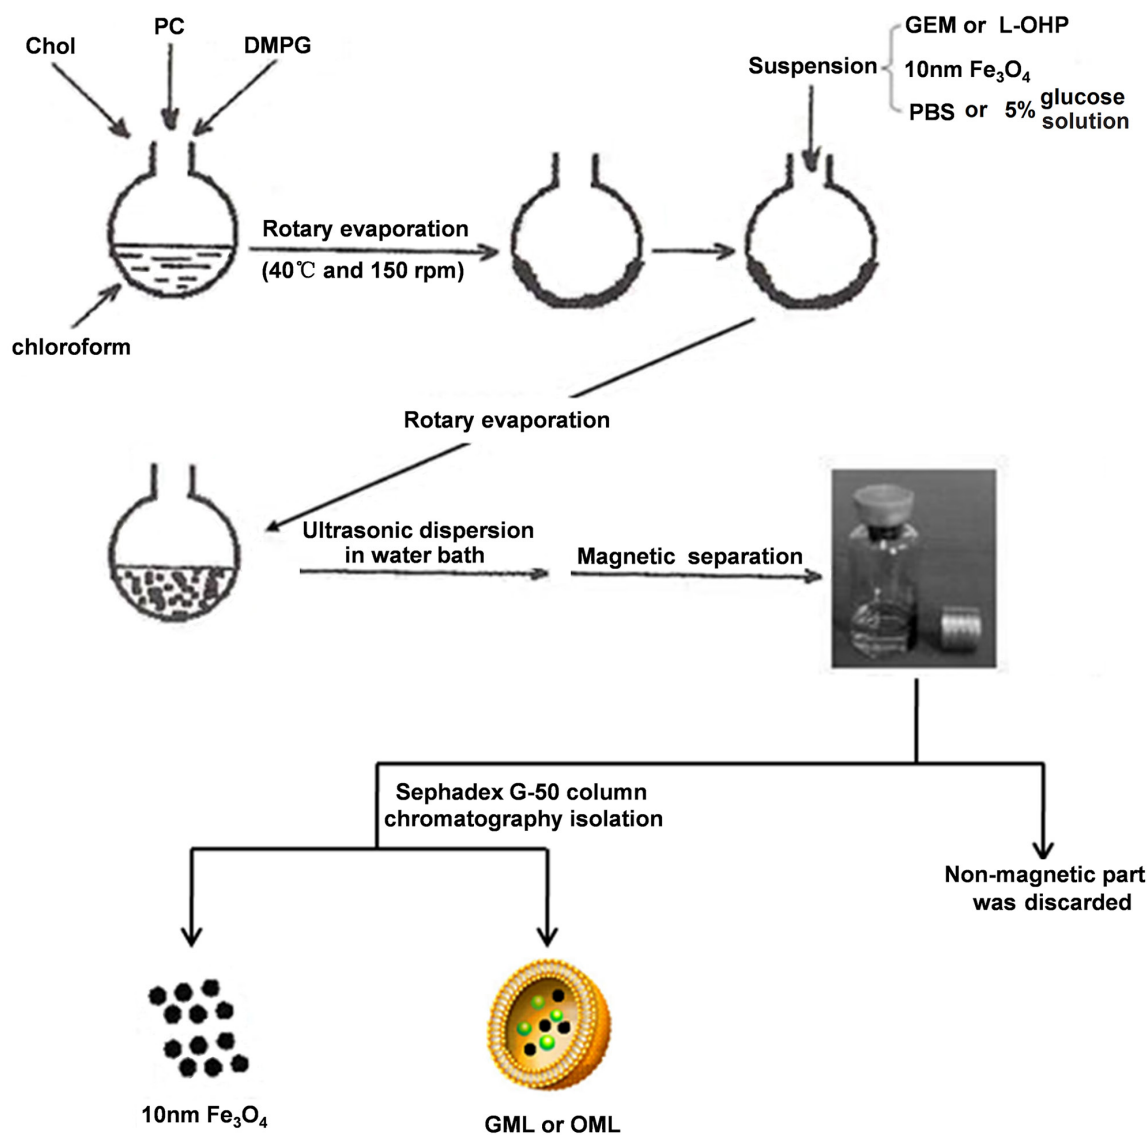 PC
Chol
DMPG
chloroform
Rotary evaporation
(40℃ and 150 rpm)
Suspension
GEM or L-OHP
10nm Fe₃O₄
PBS or 5% glucose
solution
Rotary evaporation
Ultrasonic dispersion
in water bath
Magnetic separation
Sephadex G-50 column
chromatography isolation
Non-magnetic part
was discarded
10nm Fe₃O₄
GML or OML